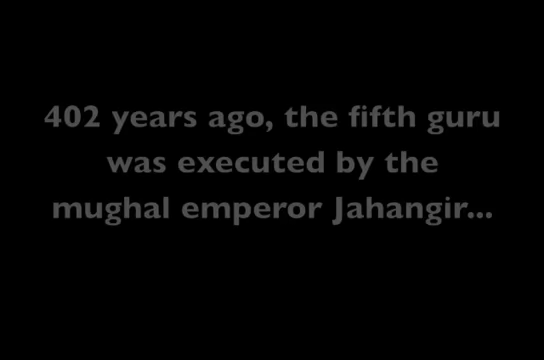 402 years ago, the fifth guru
was executed by the
mughal emperor Jahangir...